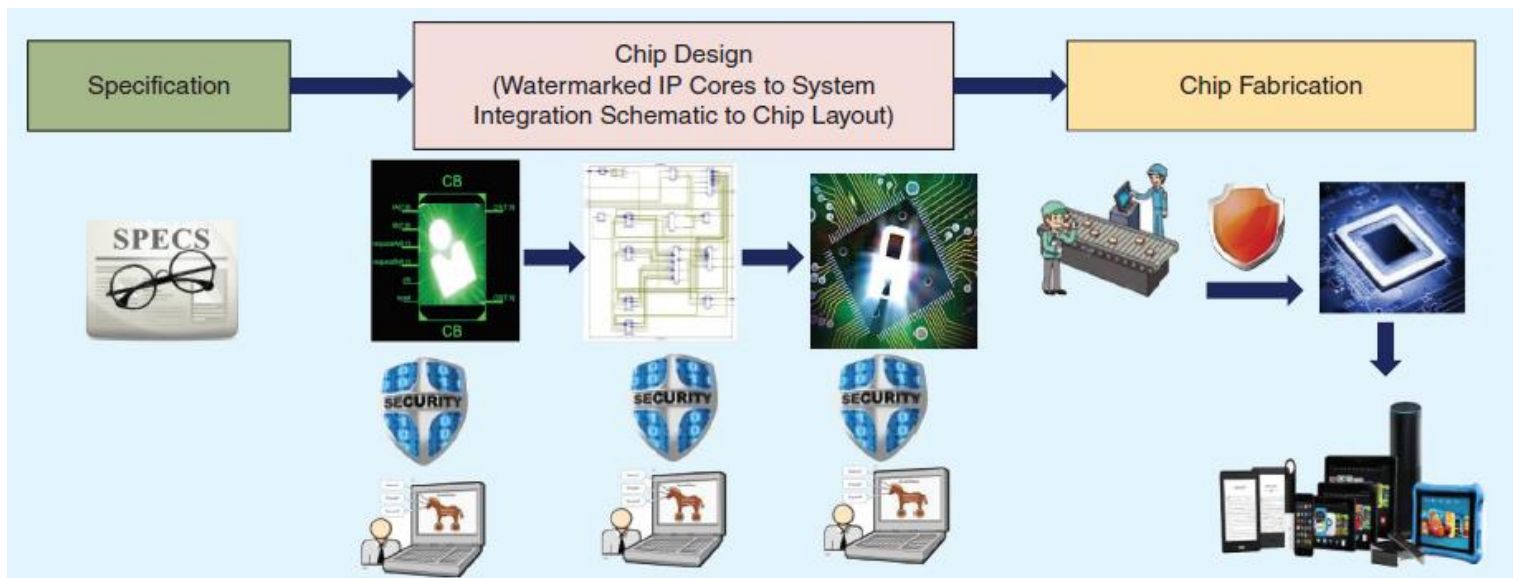 Specification
Chip Design
(Watermarked IP Cores to System
Integration Schematic to Chip Layout)
Chip Fabrication
SPECS
CB
CB
SECURITY
SECURITY
SECURITY